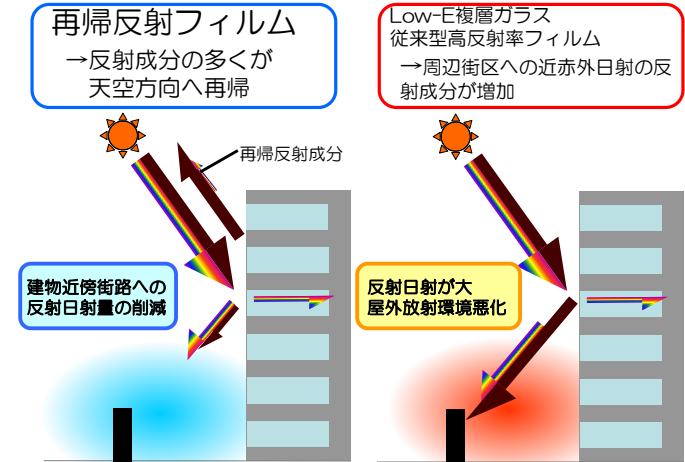 再帰反射フィルム
→反射成分の多くが
天空方向へ再帰
Low-E複層ガラス
従来型高反射率フィルム
→周辺街区への近赤外日射の反
射成分が増加
再帰反射成分
建物近傍街路への
反射日射量の削減
反射日射が大
屋外放射環境悪化